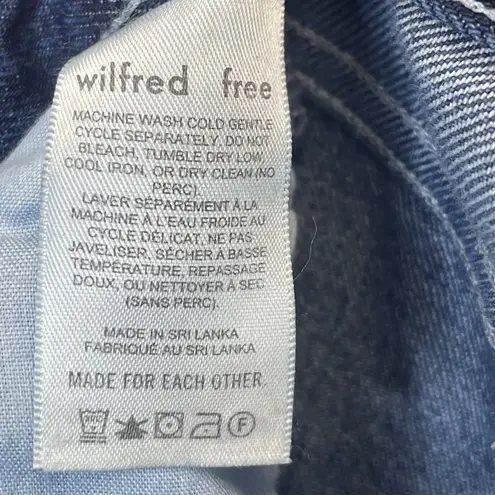 wilfred free
MACHINE WASH COLD GENTLE
CYCLE SEPARATELY, DO NOT
BLEACH, TUMBLE DRY LOW,
COOL IRON, OR DRY CLEAN (NO
PERC).
LAVER SÉPARÉMENT À LA
MACHINE À L'EAU FROIDE AU
CYCLE DÉLICAT, NE PAS
JAVELISER, SÉCHER À BASSE
TEMPÉRATURE, REPASSAGE
DOUX, OU NETTOYER À SEC
(SANS PERC).
MADE IN SRI LANKA
FABRIQUÉ AU SRI LANKA
MADE FOR EACH OTHER.
F